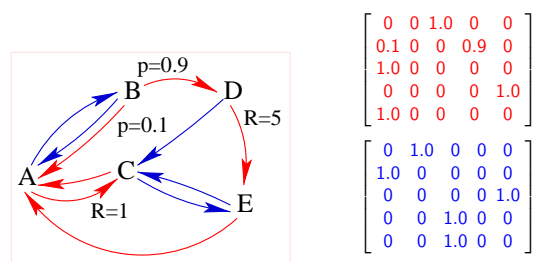 p=0.9
B
D
R=5
p=0.1
A
C
R=1
E
0 0 1.0 0 0
0.1 0 0 0.9 0
1.0 0 0 0 0
0 0 0 0 1.0
1.0 0 0 0 0
0 1.0 0 0 0
1.0 0 0 0 0
0 0 0 0 1.0
0 0 1.0 0 0
0 0 1.0 0 0